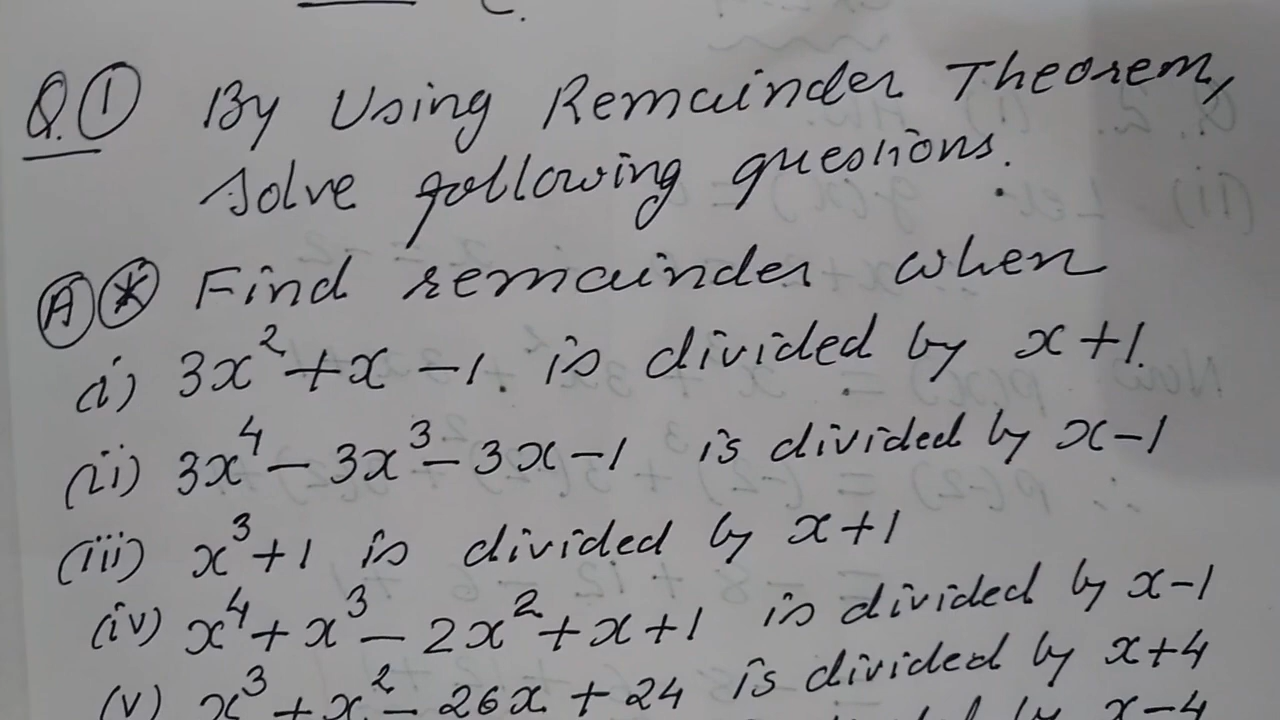 Q.① By Using Remainder Theorem,
solve following questions.
Ⓐ⊛ Find remainder when
(i) 3x² + x - 1. is divided by x + 1.
(ii) 3x⁴ - 3x³ - 3x - 1 is divided by x - 1
(iii) x³ + 1 is divided by x + 1
(iv) x⁴ + x³ - 2x² + x + 1 is divided by x - 1
(v) x³ + x² - 26x + 24 is divided by x + 4
by x - 4